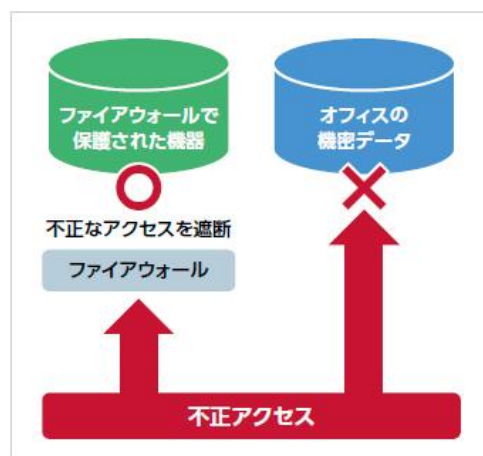 ファイアウォールで
保護された機器
オフィスの
機密データ
不正なアクセスを遮断
ファイアウォール
不正アクセス